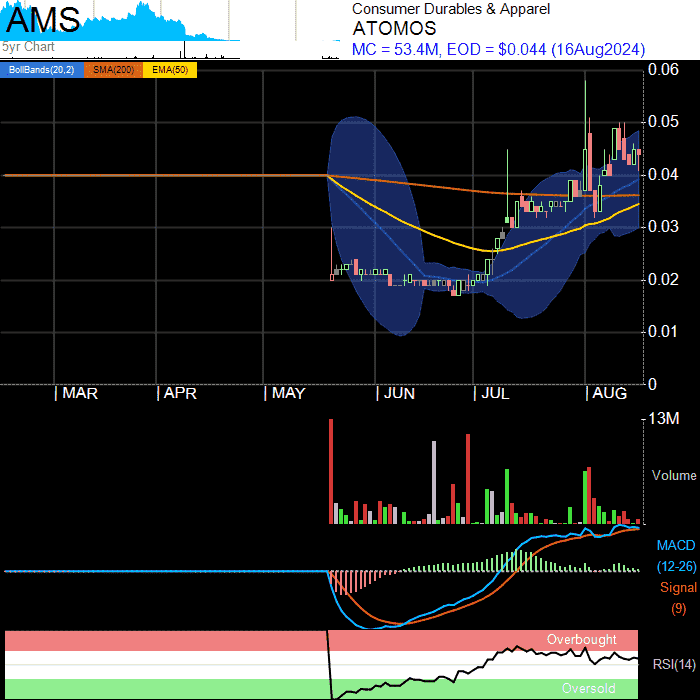 AMS
5yr Chart
Consumer Durables & Apparel
ATOMOS
MC = 53.4M, EOD = $0.044 (16Aug2024)
BollBands(20,2) SMA(200) EMA(50)
0.06
0.05
0.04
0.03
0.02
0.01
0
MAR APR MAY JUN JUL AUG
13M
Volume
MACD
(12-26)
Signal
(9)
Overbought
RSI(14)
Oversold